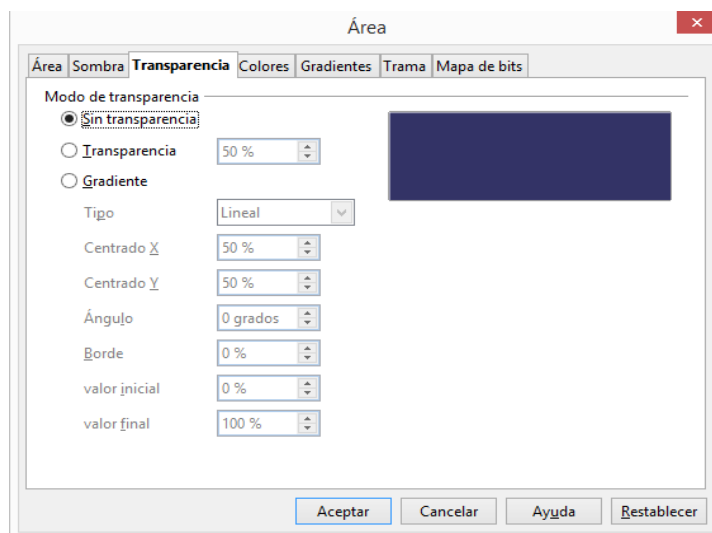 Área
Área Sombra Transparencia Colores Gradientes Trama Mapa de bits
Modo de transparencia
Sin transparencia
Transparencia 50 %
Gradiente
Tipo Lineal
Centrado X 50 %
Centrado Y 50 %
Ángulo 0 grados
Borde 0 %
valor inicial 0 %
valor final 100 %
Aceptar Cancelar Ayuda Restablecer